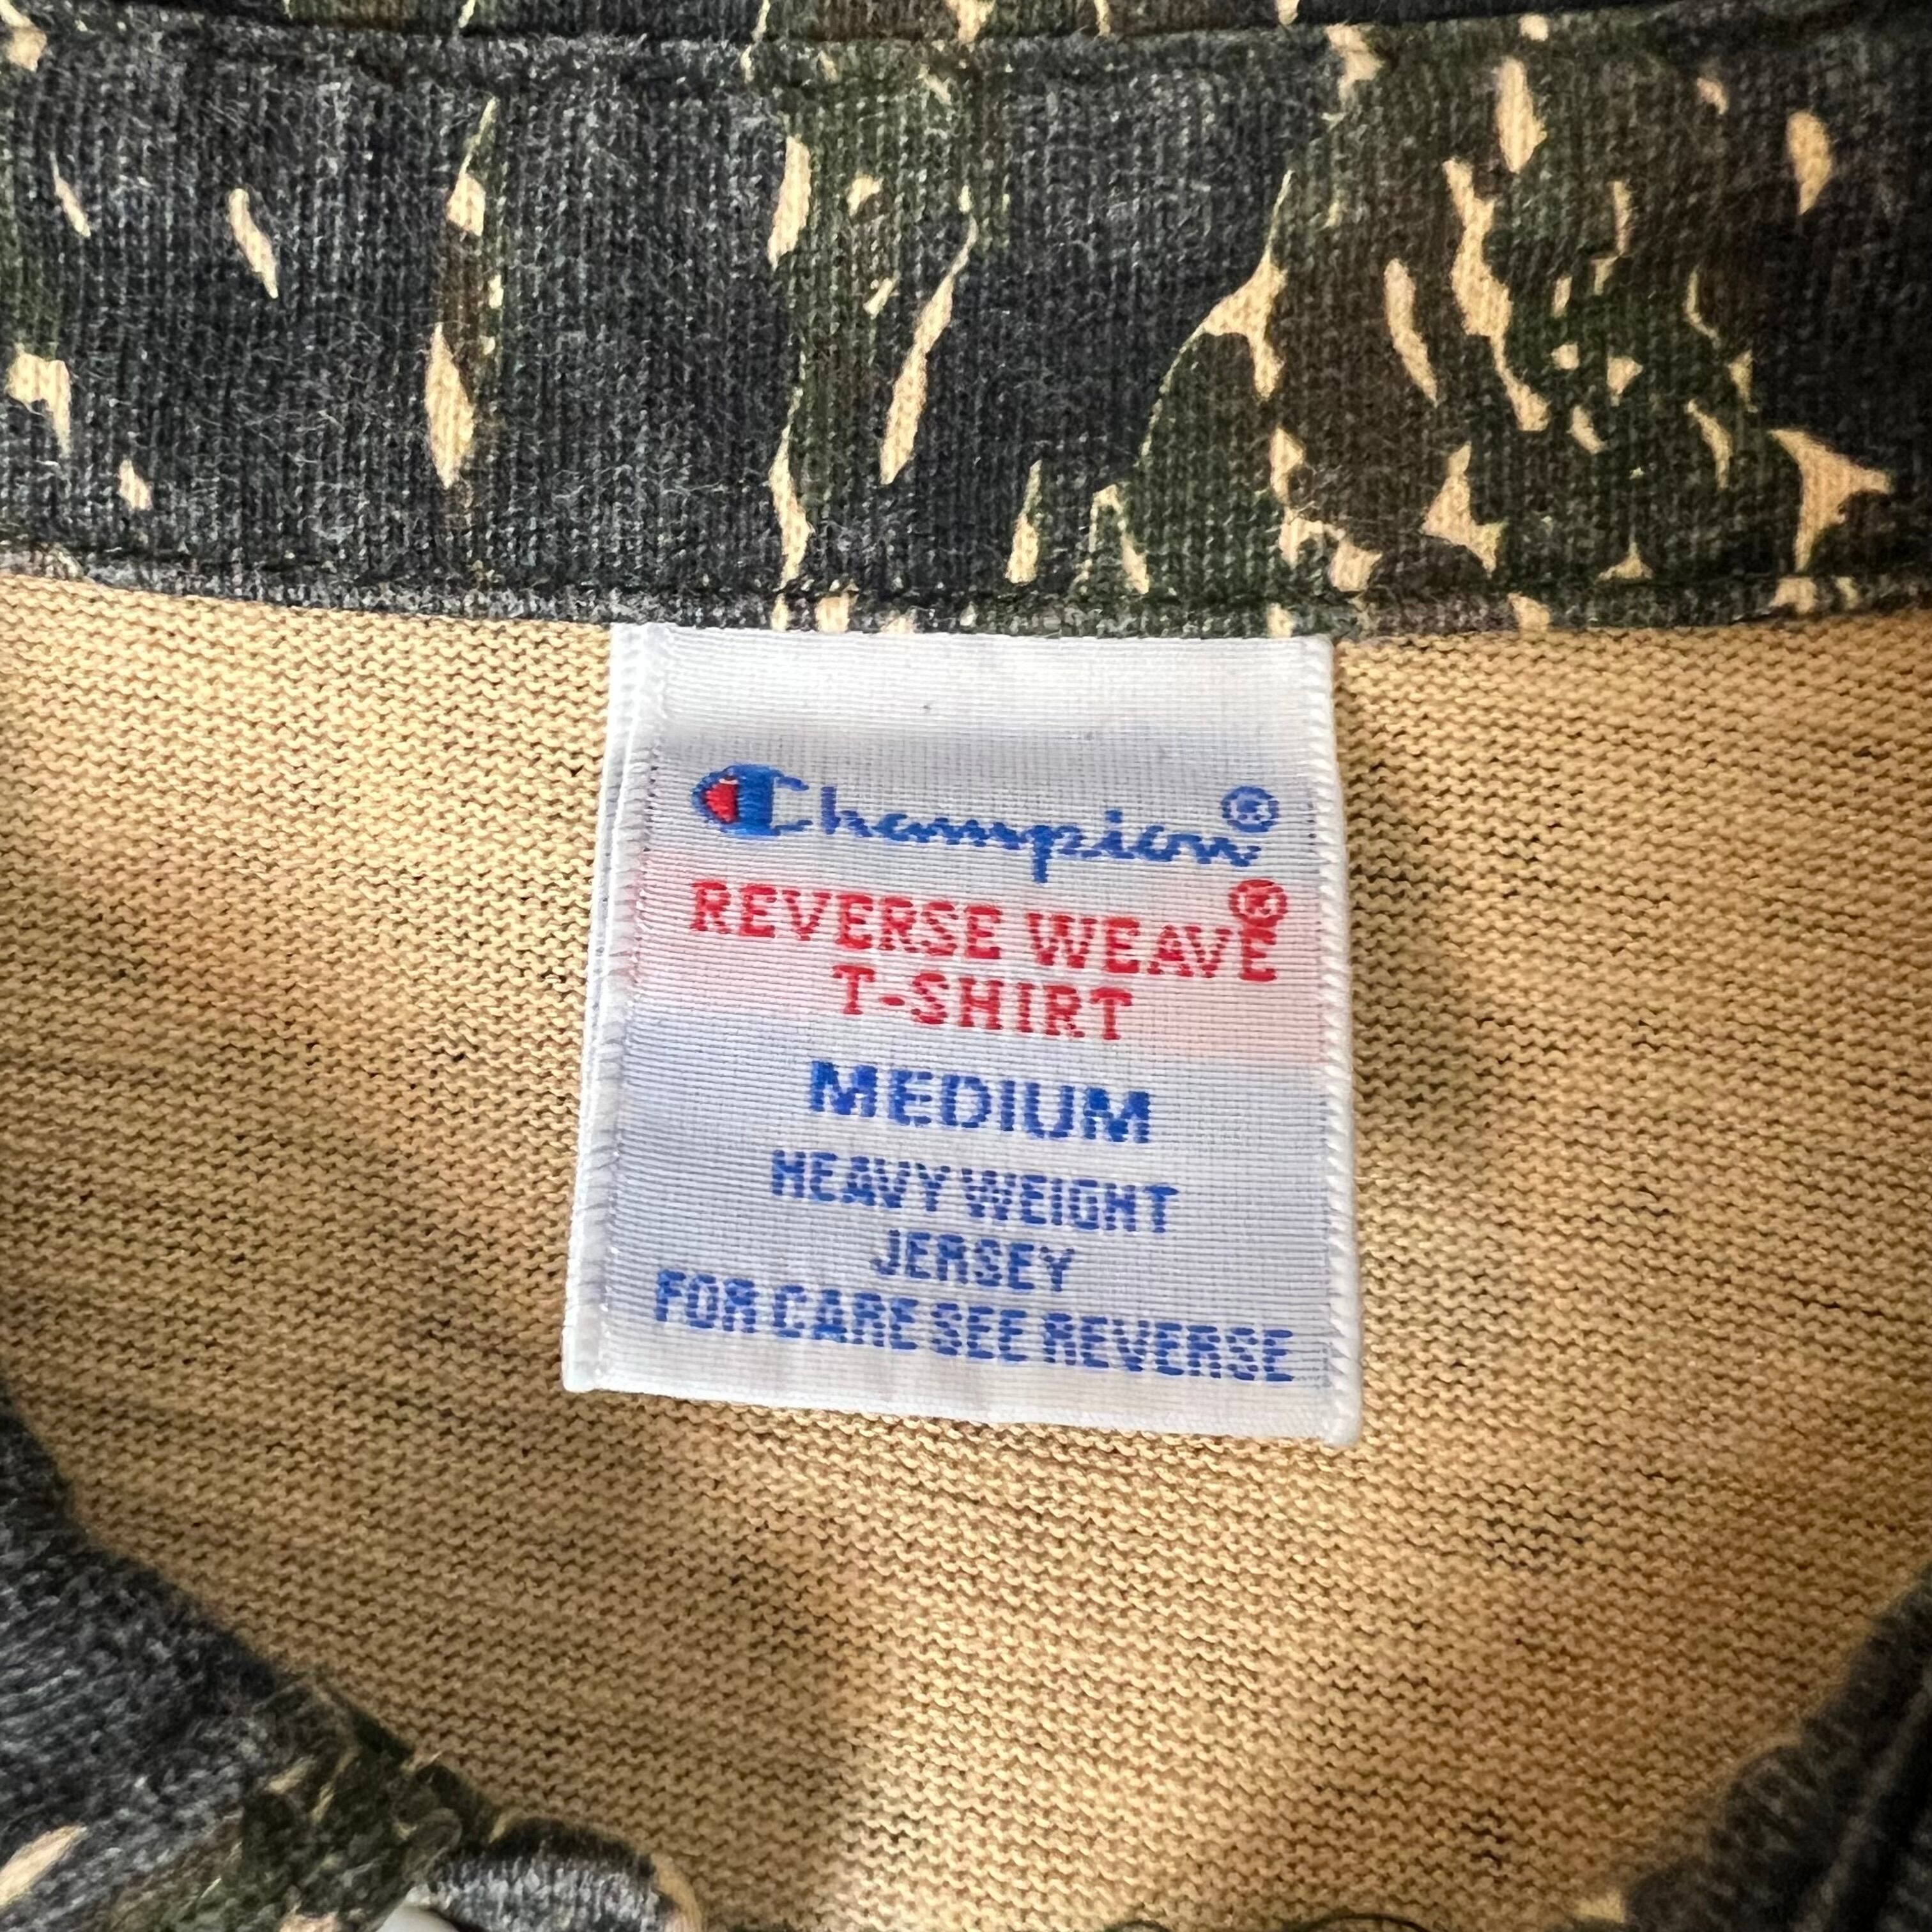 Champion®
REVERSE WEAVE®
T-SHIRT
MEDIUM
HEAVY WEIGHT
JERSEY
FOR CARE SEE REVERSE